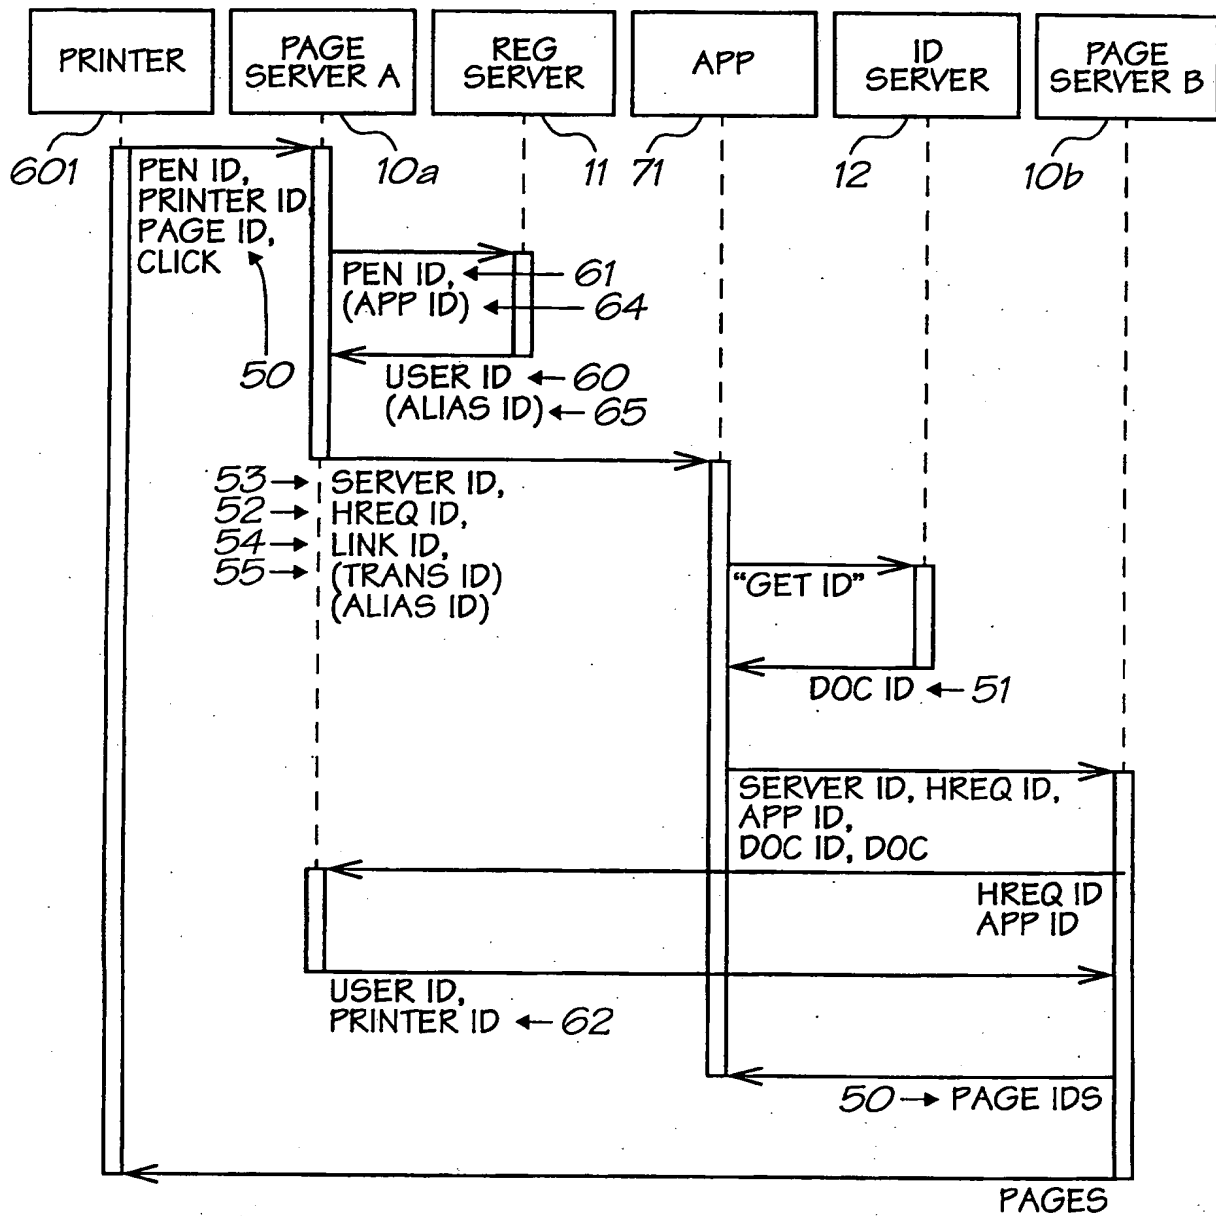 PRINTER
PAGE
SERVER A
REG
SERVER
APP
ID
SERVER
PAGE
SERVER B
601
10a
11
71
12
10b
PEN ID,
PRINTER ID
PAGE ID,
CLICK
50
PEN ID, 61
(APP ID) 64
USER ID 60
(ALIAS ID) 65
53 SERVER ID,
52 HREQ ID,
54 LINK ID,
55 (TRANS ID)
(ALIAS ID)
"GET ID"
DOC ID 51
SERVER ID, HREQ ID,
APP ID,
DOC ID, DOC
HREQ ID
APP ID
USER ID,
PRINTER ID 62
50 PAGE IDS
PAGES